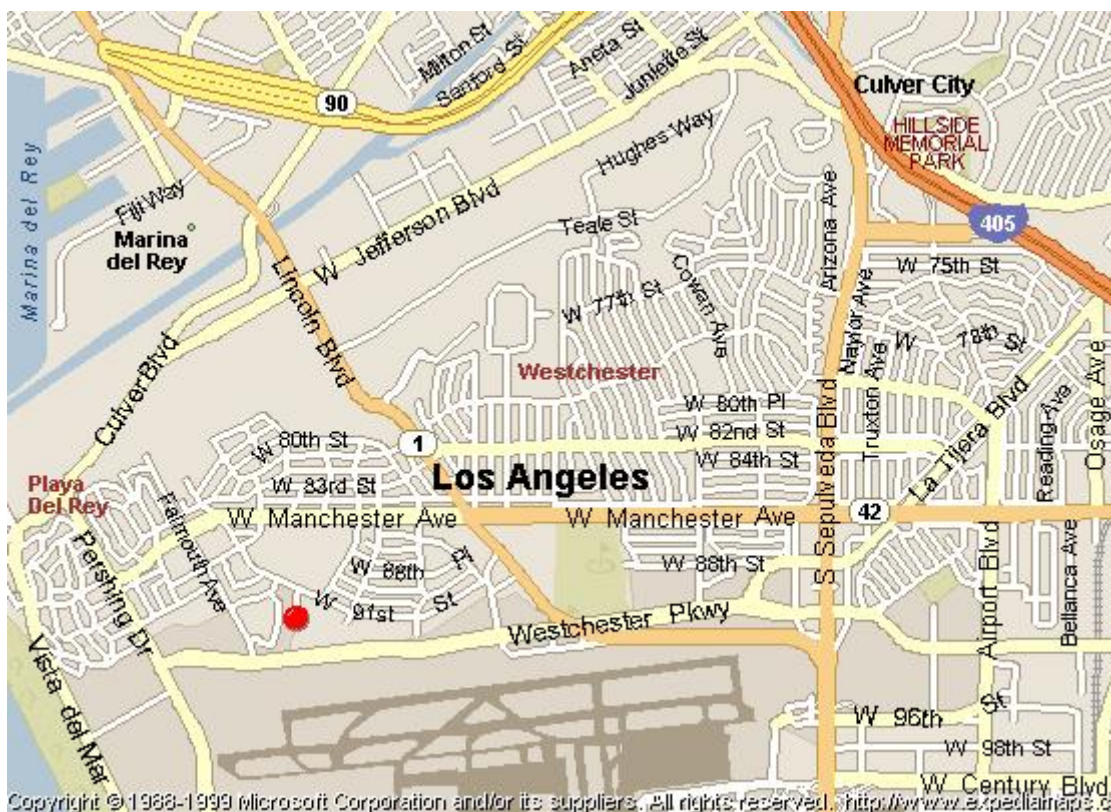 Milton St
Sanford St
Aneta St
Juniette St
90
Culver City
HILLSIDE
MEMORIAL
PARK
Hughes Way
Marina del Rey
Fiji Way
Marina
del Rey
W Jefferson Blvd
Teale St
Arizona Ave
405
Lincoln Blvd
W 77th St
Cowan Ave
W 75th St
Naylor Ave
W 78th St
Culver Blvd
Westchester
Truxton Ave
La Tijera Blvd
Osage Ave
Reading Ave
W 80th Pl
W 80th St
1
W 82nd St
W 84th St
Los Angeles
S Sepulveda Blvd
Playa
Del Rey
W 83rd St
W Manchester Ave
W Manchester Ave
42
Falmouth Ave
Pershing Dr
W 88th St
W 88th
Pl
W 91st St
Westchester Pkwy
Airport Blvd
Bellanca Ave
Vista del Mar
W 96th St
W 98th St
W Century Blvd
Copyright © 1988-1999 Microsoft Corporation and/or its suppliers. All rights reserved. http://www.expediamaps.c